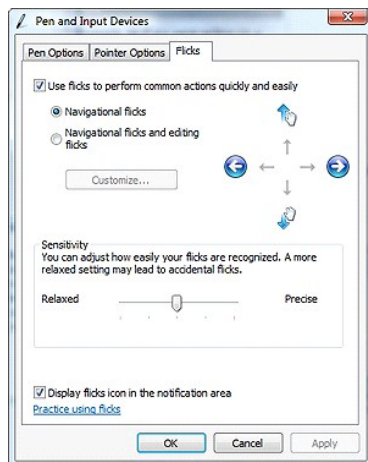 Pen and Input Devices
Pen Options Pointer Options Flicks
Use flicks to perform common actions quickly and easily
Navigational flicks
Navigational flicks and editing
flicks
Customize...
Sensitivity
You can adjust how easily your flicks are recognized. A more
relaxed setting may lead to accidental flicks.
Relaxed Precise
Display flicks icon in the notification area
Practice using flicks
OK Cancel Apply